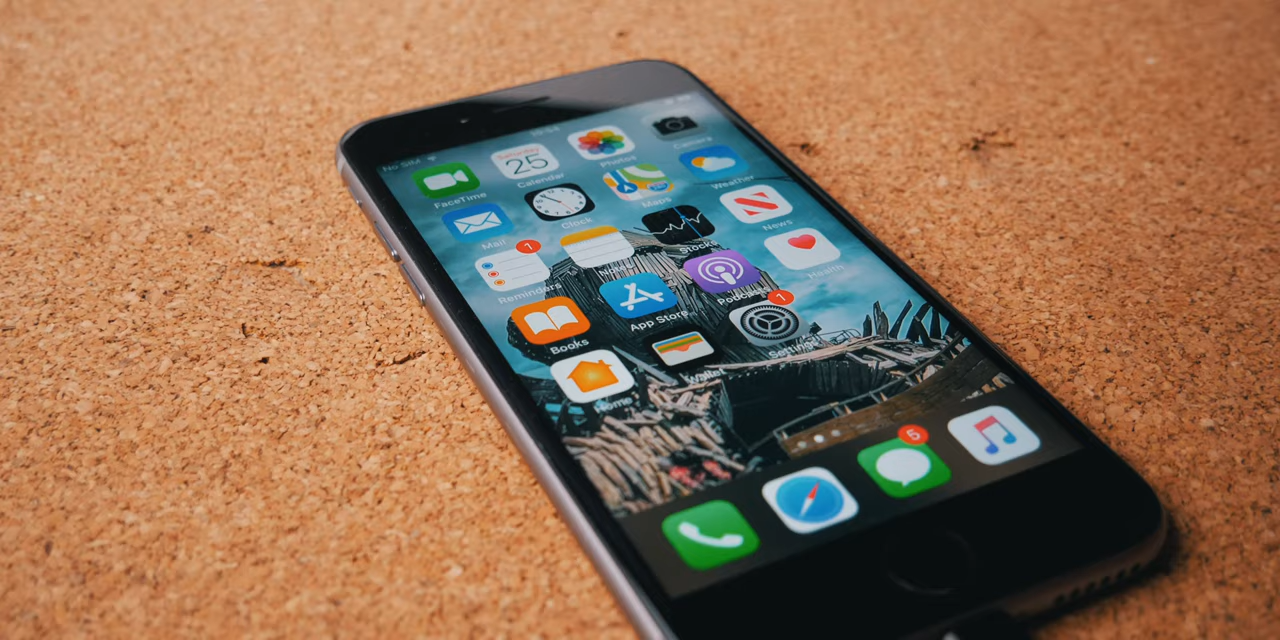 No SIM
FaceTime
Saturday
25
Calendar
Photos
Camera
Mail
Clock
Maps
Weather
1
Reminders
Stocks
News
Books
App Store
Podcasts
Health
Home
Wallet
1
Settings
5